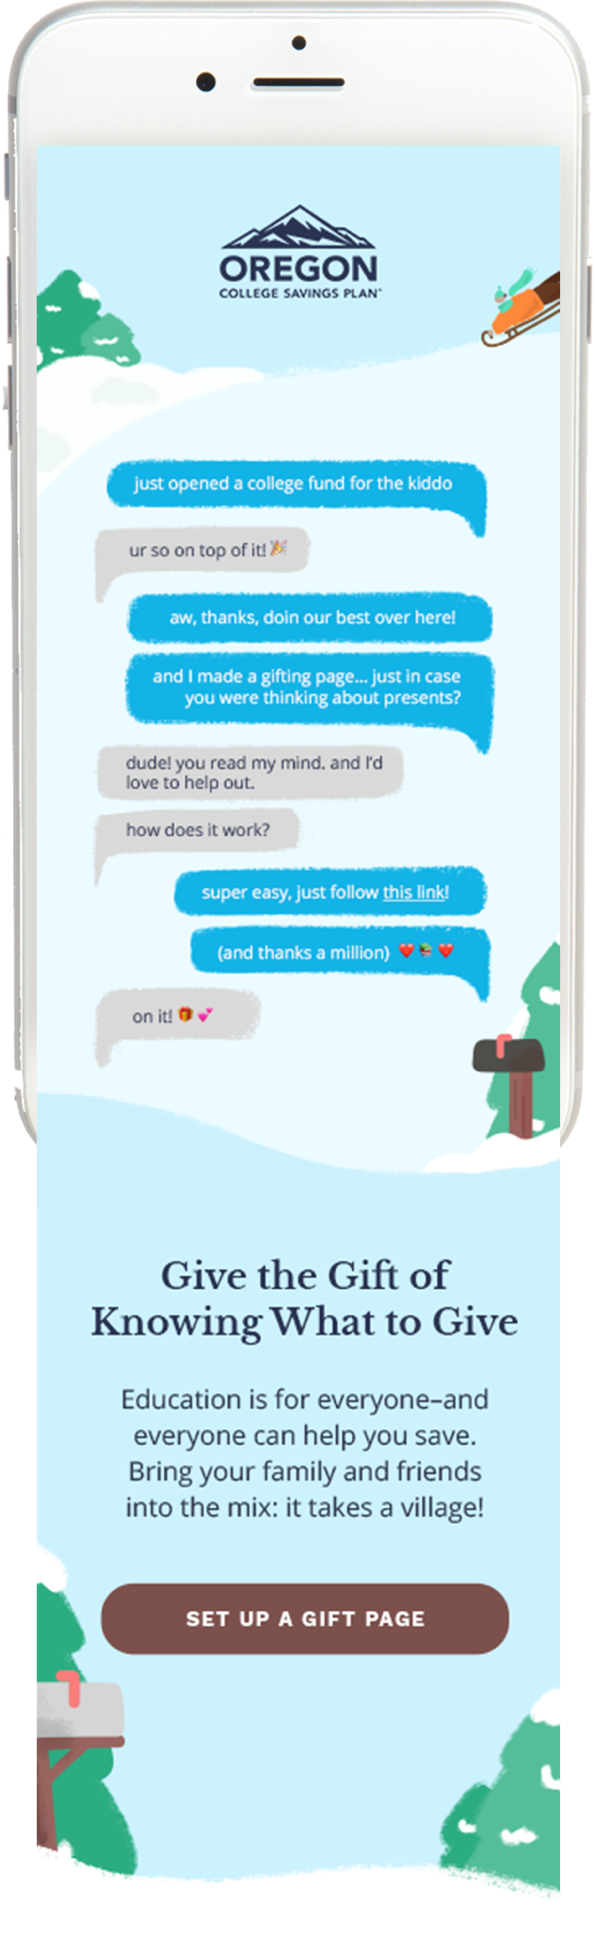 OREGON
COLLEGE SAVINGS PLAN
just opened a college fund for the kiddo
ur so on top of it! 🎉
aw, thanks, doin our best over here!
and I made a gifting page... just in case
you were thinking about presents?
dude! you read my mind. and I'd
love to help out.
how does it work?
super easy, just follow this link!
(and thanks a million) ❤️ 📚 ❤️
on it! 🎁 💕
Give the Gift of
Knowing What to Give
Education is for everyone–and
everyone can help you save.
Bring your family and friends
into the mix: it takes a village!
SET UP A GIFT PAGE